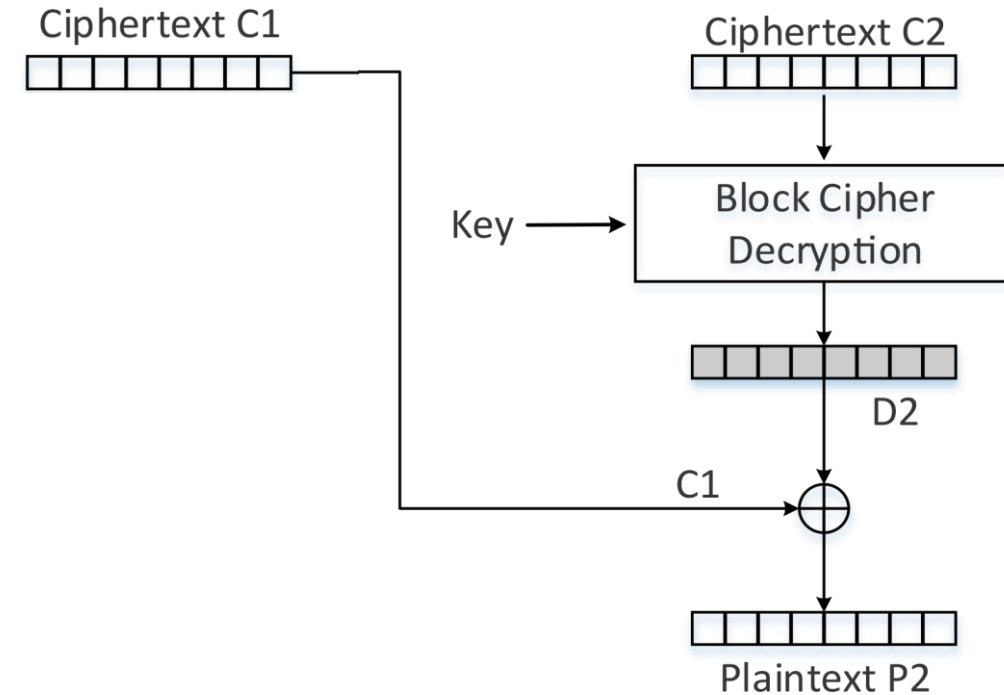 Ciphertext C1
Ciphertext C2
Key
Block Cipher
Decryption
D2
C1
Plaintext P2